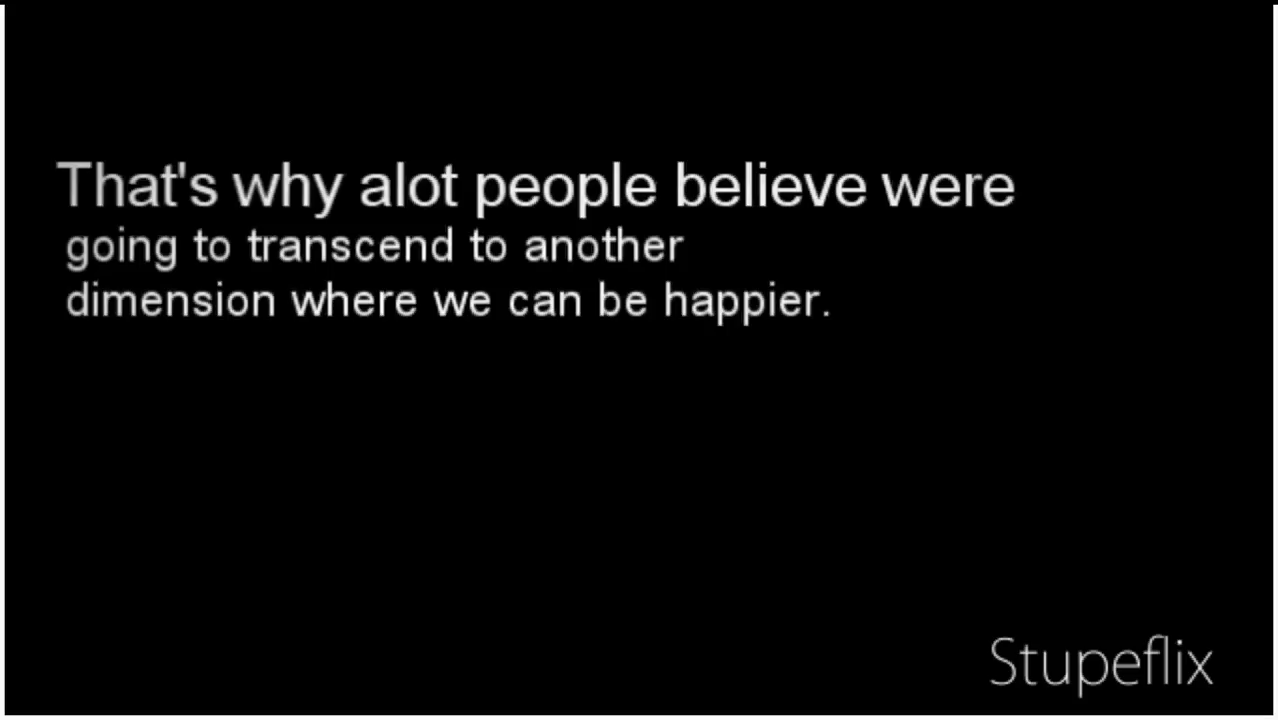 That's why alot people believe were
going to transcend to another
dimension where we can be happier.
Stupeflix